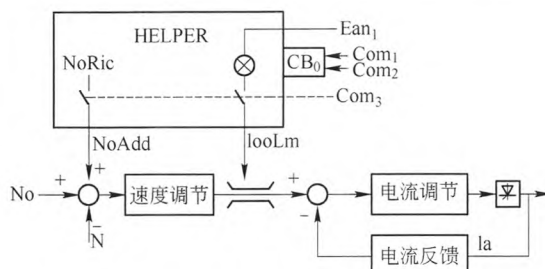 HELPER
Ean₁
NoRic
CB₀
Com₁
Com₂
Com₃
NoAdd
looLm
+
+
No
速度调节
+
电流调节
-
N
-
la
电流反馈